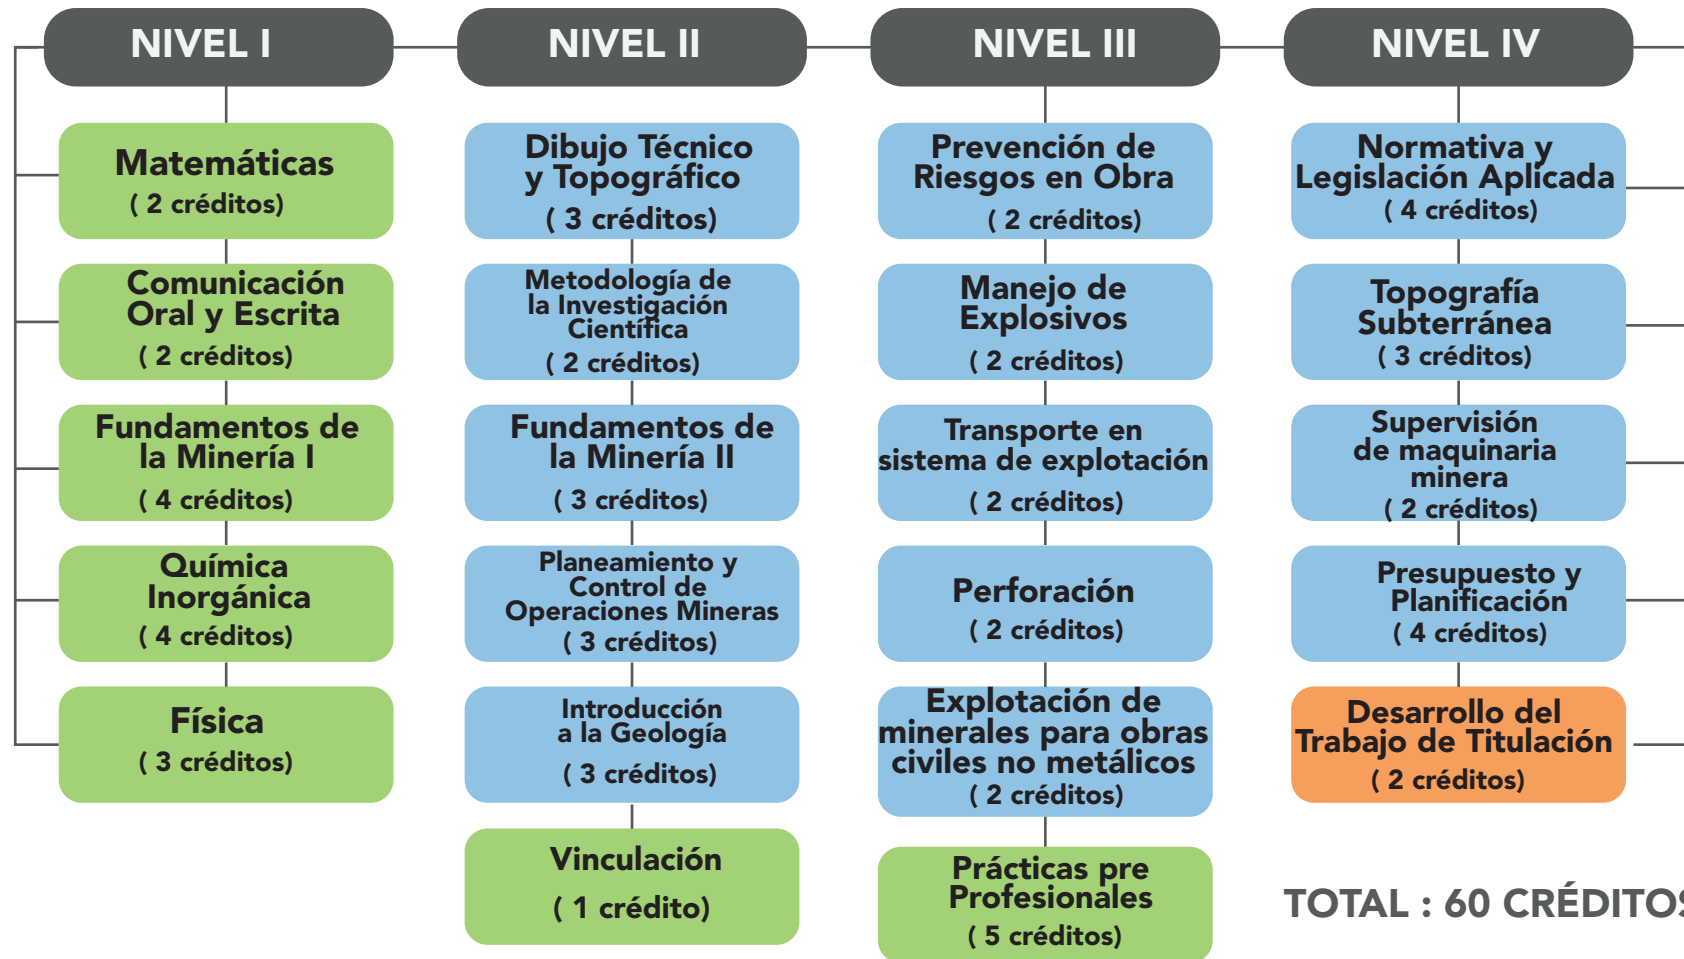 NIVEL I
Matemáticas
( 2 créditos)
Comunicación
Oral y Escrita
( 2 créditos)
Fundamentos de
la Minería I
( 4 créditos)
Química
Inorgánica
( 4 créditos)
Física
( 3 créditos)
NIVEL II
Dibujo Técnico
y Topográfico
( 3 créditos)
Metodología de
la Investigación
Científica
( 2 créditos)
Fundamentos de
la Minería II
( 3 créditos)
Planeamiento y
Control de
Operaciones Mineras
( 3 créditos)
Introducción
a la Geología
( 3 créditos)
Vinculación
( 1 crédito)
NIVEL III
Prevención de
Riesgos en Obra
( 2 créditos)
Manejo de
Explosivos
( 2 créditos)
Transporte en
sistema de explotación
( 2 créditos)
Perforación
( 2 créditos)
Explotación de
minerales para obras
civiles no metálicos
( 2 créditos)
Prácticas pre
Profesionales
( 5 créditos)
NIVEL IV
Normativa y
Legislación Aplicada
( 4 créditos)
Topografía
Subterránea
( 3 créditos)
Supervisión
de maquinaria
minera
( 2 créditos)
Presupuesto y
Planificación
( 4 créditos)
Desarrollo del
Trabajo de Titulación
( 2 créditos)
TOTAL : 60 CRÉDITOS